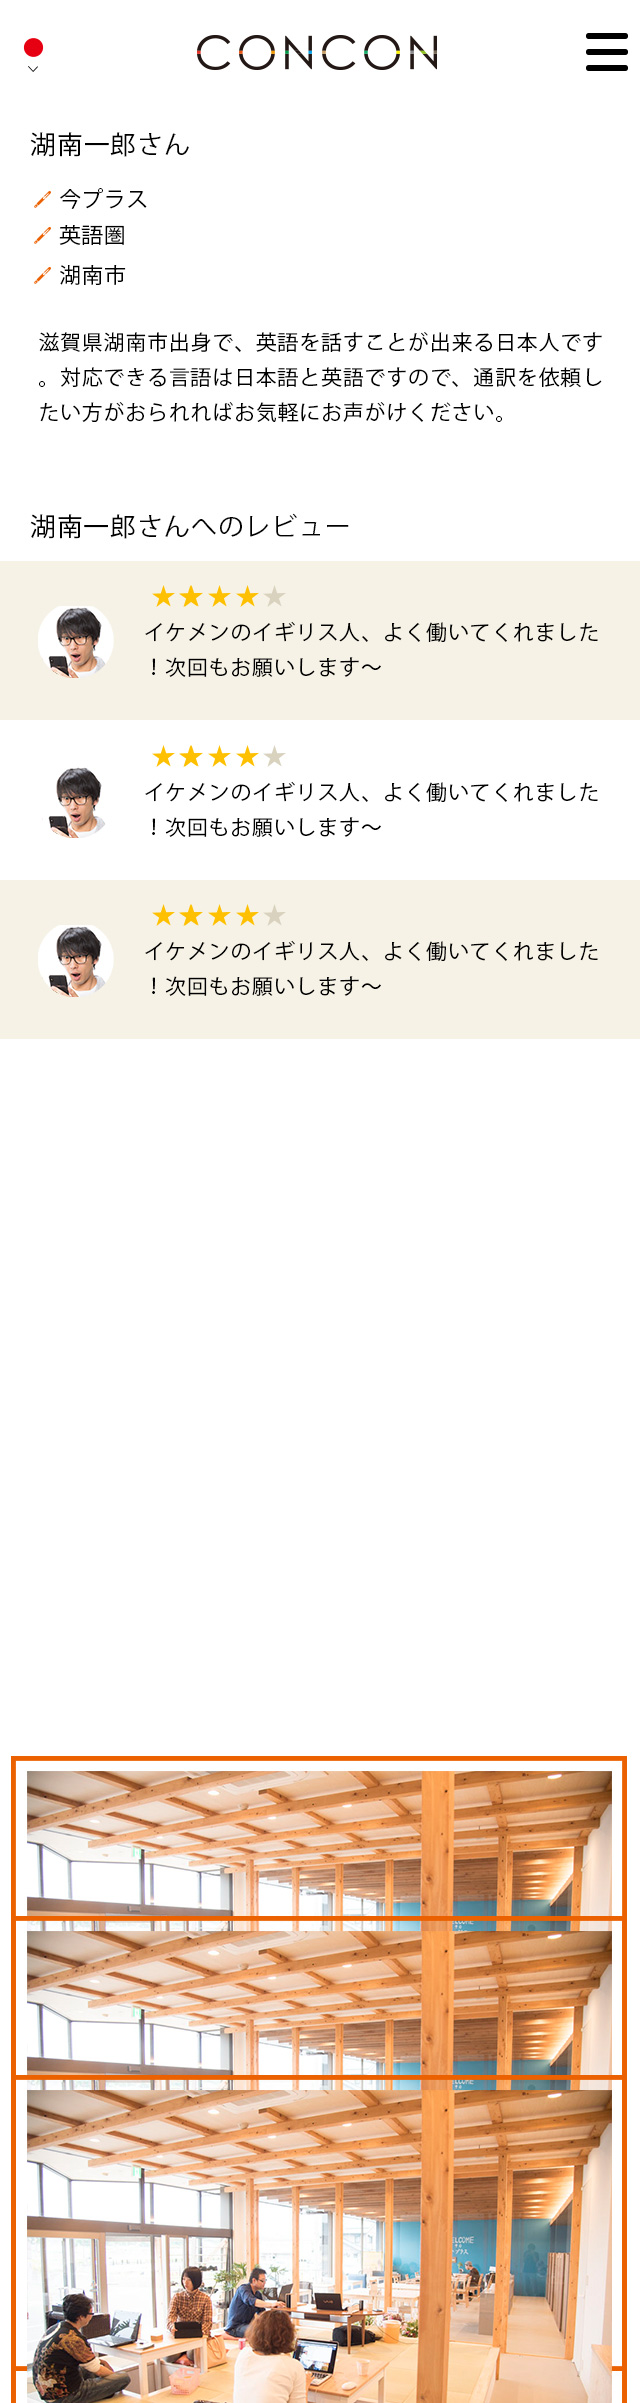 CONCON
湖南一郎さん
今プラス
英語圏
湖南市
滋賀県湖南市出身で、英語を話すことが出来る日本人です
。対応できる言語は日本語と英語ですので、通訳を依頼し
たい方がおられればお気軽にお声がけください。
湖南一郎さんへのレビュー
イケメンのイギリス人、よく働いてくれました
！次回もお願いします〜
イケメンのイギリス人、よく働いてくれました
！次回もお願いします〜
イケメンのイギリス人、よく働いてくれました
！次回もお願いします〜